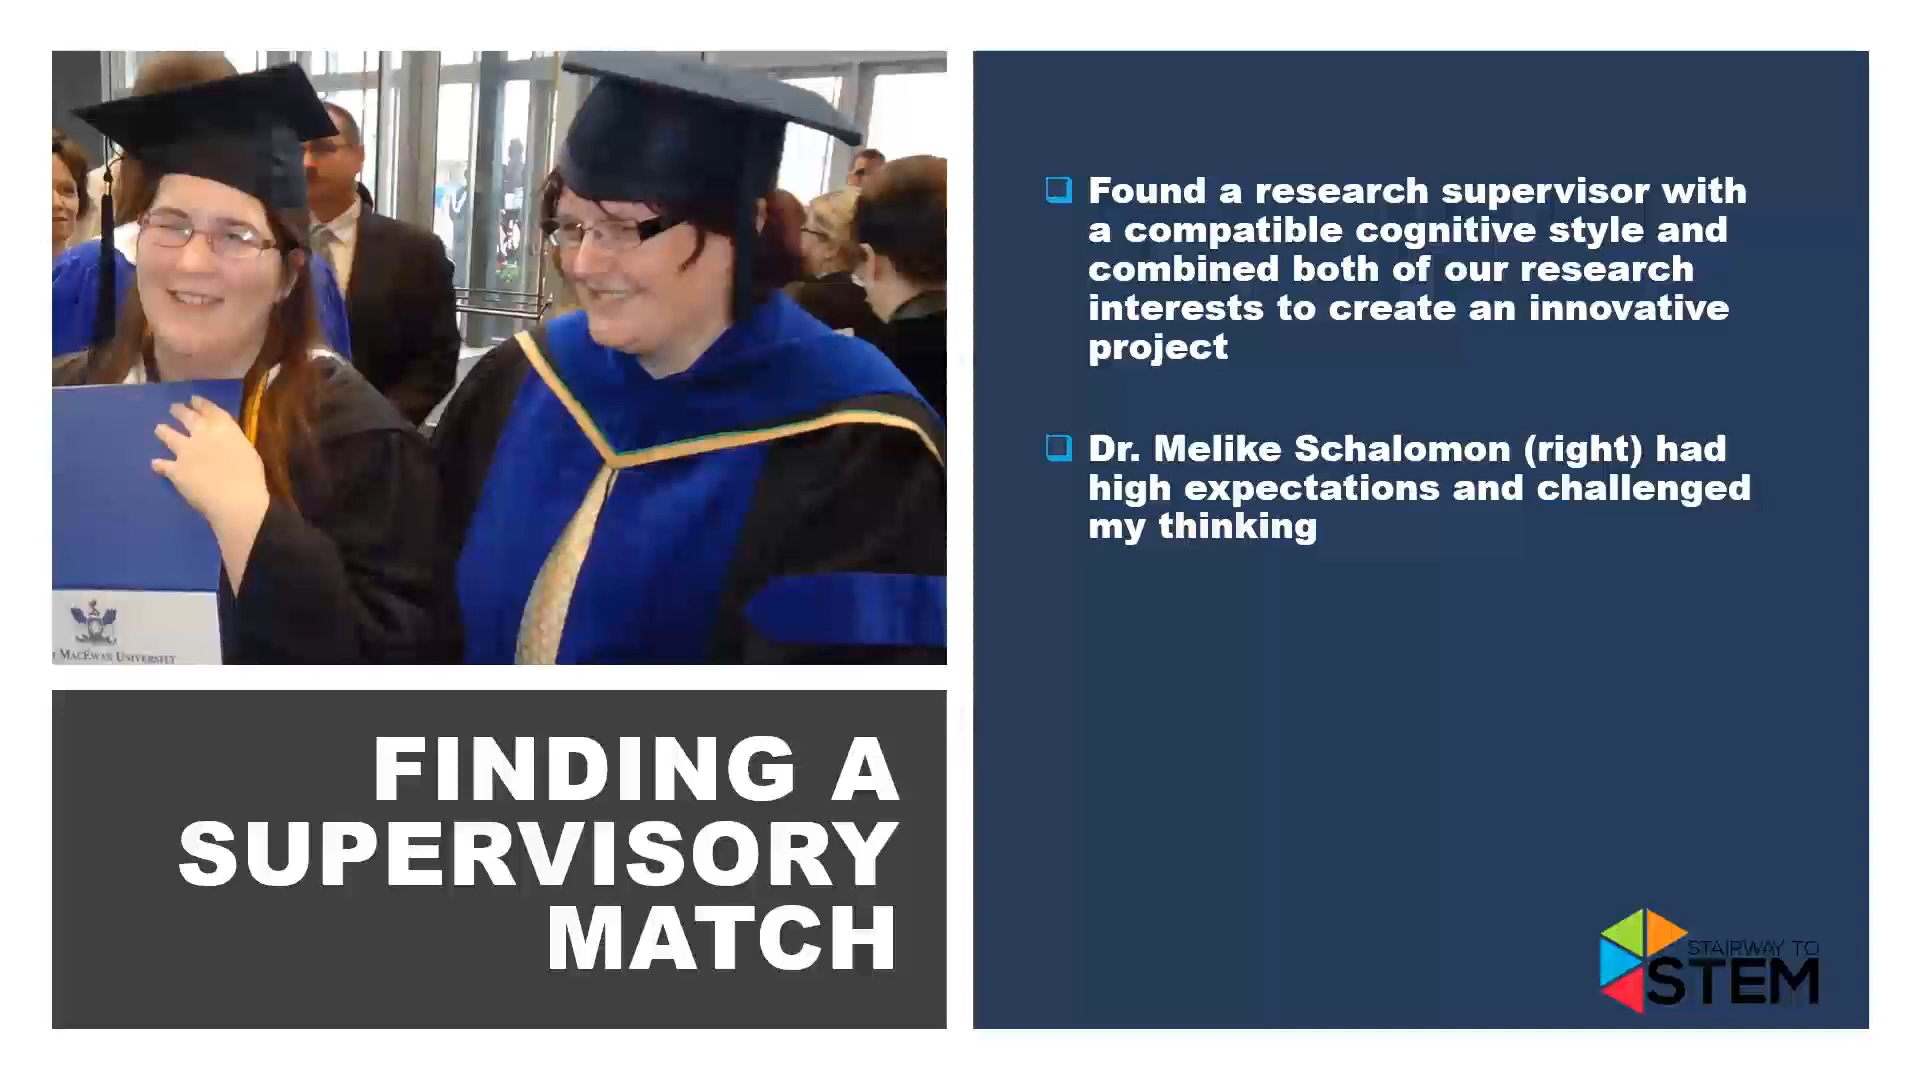 MACEWAN UNIVERSITY
FINDING A
SUPERVISORY
MATCH
Found a research supervisor with
a compatible cognitive style and
combined both of our research
interests to create an innovative
project
Dr. Melike Schalomon (right) had
high expectations and challenged
my thinking
STAIRWAY TO
STEM